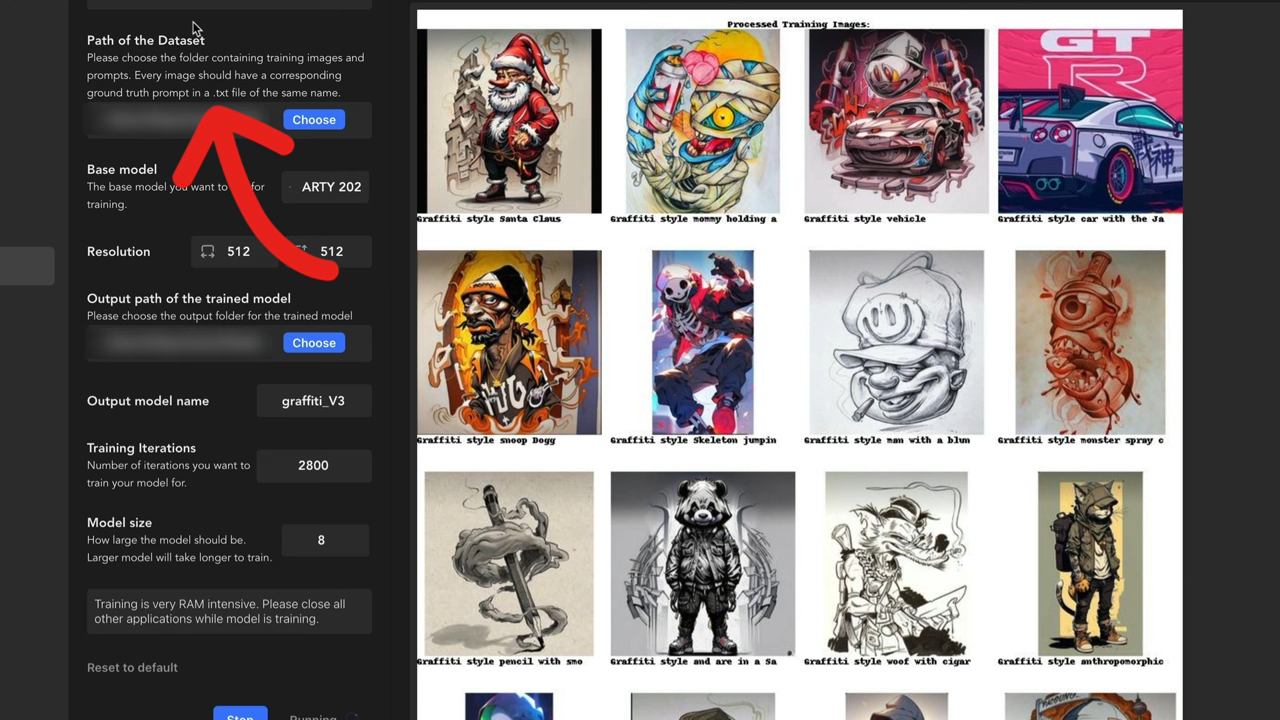 Path of the Dataset
Please choose the folder containing training images and
prompts. Every image should have a corresponding
ground truth prompt in a .txt file of the same name.
Choose
Base model
The base model you want to for
training.
ARTY 202
Resolution
512
512
Output path of the trained model
Please choose the output folder for the trained model
Choose
Output model name
graffiti_V3
Training Iterations
Number of iterations you want to
train your model for.
2800
Model size
How large the model should be.
Larger model will take longer to train.
8
Training is very RAM intensive. Please close all
other applications while model is training.
Reset to default
Stop
Running
Processed Training Images:
GT
R
Graffiti style Santa Claus
Graffiti style mommy holding a
Graffiti style vehicle
Graffiti style car with the Ja
Graffiti style snoop Dogg
Graffiti style Skeleton jumpin
Graffiti style man with a blun
Graffiti style monster spray c
Graffiti style pencil with smo
Graffiti style and are in a Sa
Graffiti style woof with cigar
Graffiti style anthropomorphic